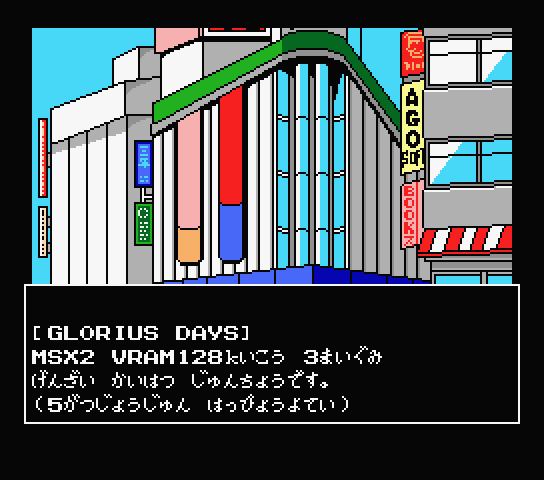 AGO
SOFT
BOOK
[GLORIUS DAYS]
MSX2 VRAM128kいこう 3まいぐみ
げんざい かいはつ じゅんちょうです。
(5がつじょうじゅん はっぴょうよてい)